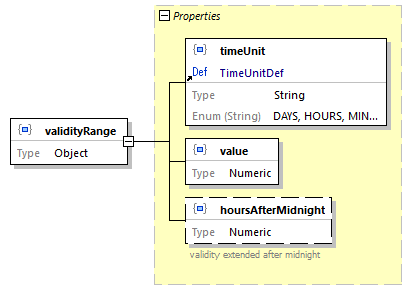 Properties
timeUnit
Def TimeUnitDef
Type String
Enum (String) DAYS, HOURS, MIN...
validityRange
Type Object
value
Type Numeric
hoursAfterMidnight
Type Numeric
validity extended after midnight